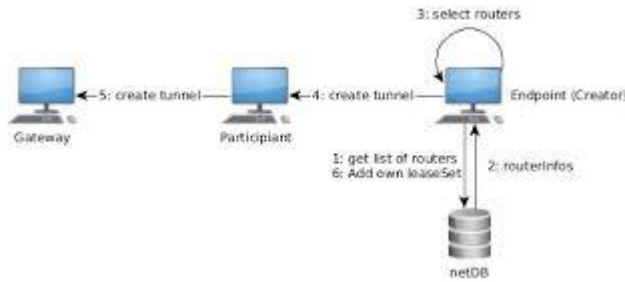 3: select routers
5: create tunnel
4: create tunnel
Endpoint (Creator)
Gateway
Participiant
1: get list of routers
6: Add own leaseSet
2: routerInfos
netDB